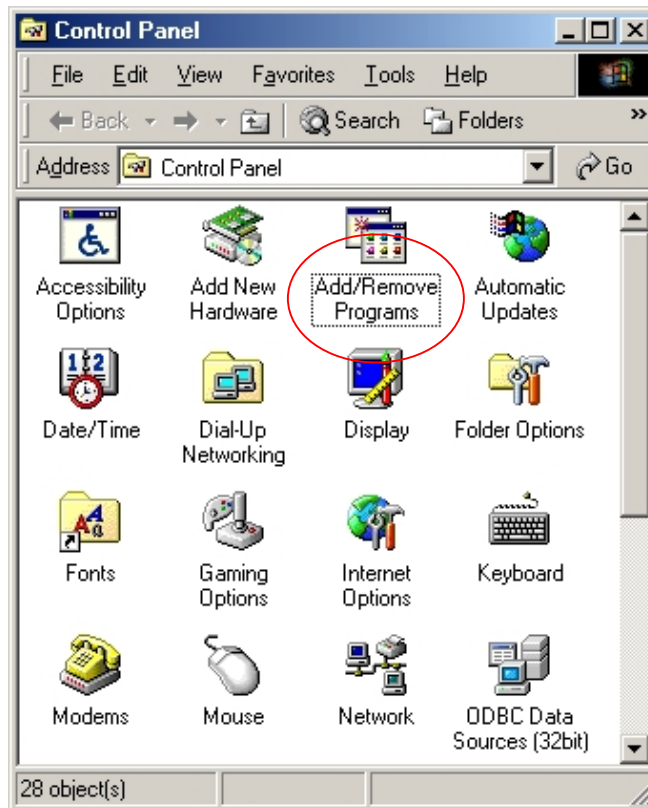 Control Panel
File Edit View Favorites Tools Help
Back Search Folders »
Address Control Panel Go
Accessibility Options
Add New Hardware
Add/Remove Programs
Automatic Updates
Date/Time
Dial-Up Networking
Display
Folder Options
Fonts
Gaming Options
Internet Options
Keyboard
Modems
Mouse
Network
ODBC Data Sources (32bit)
28 object(s)